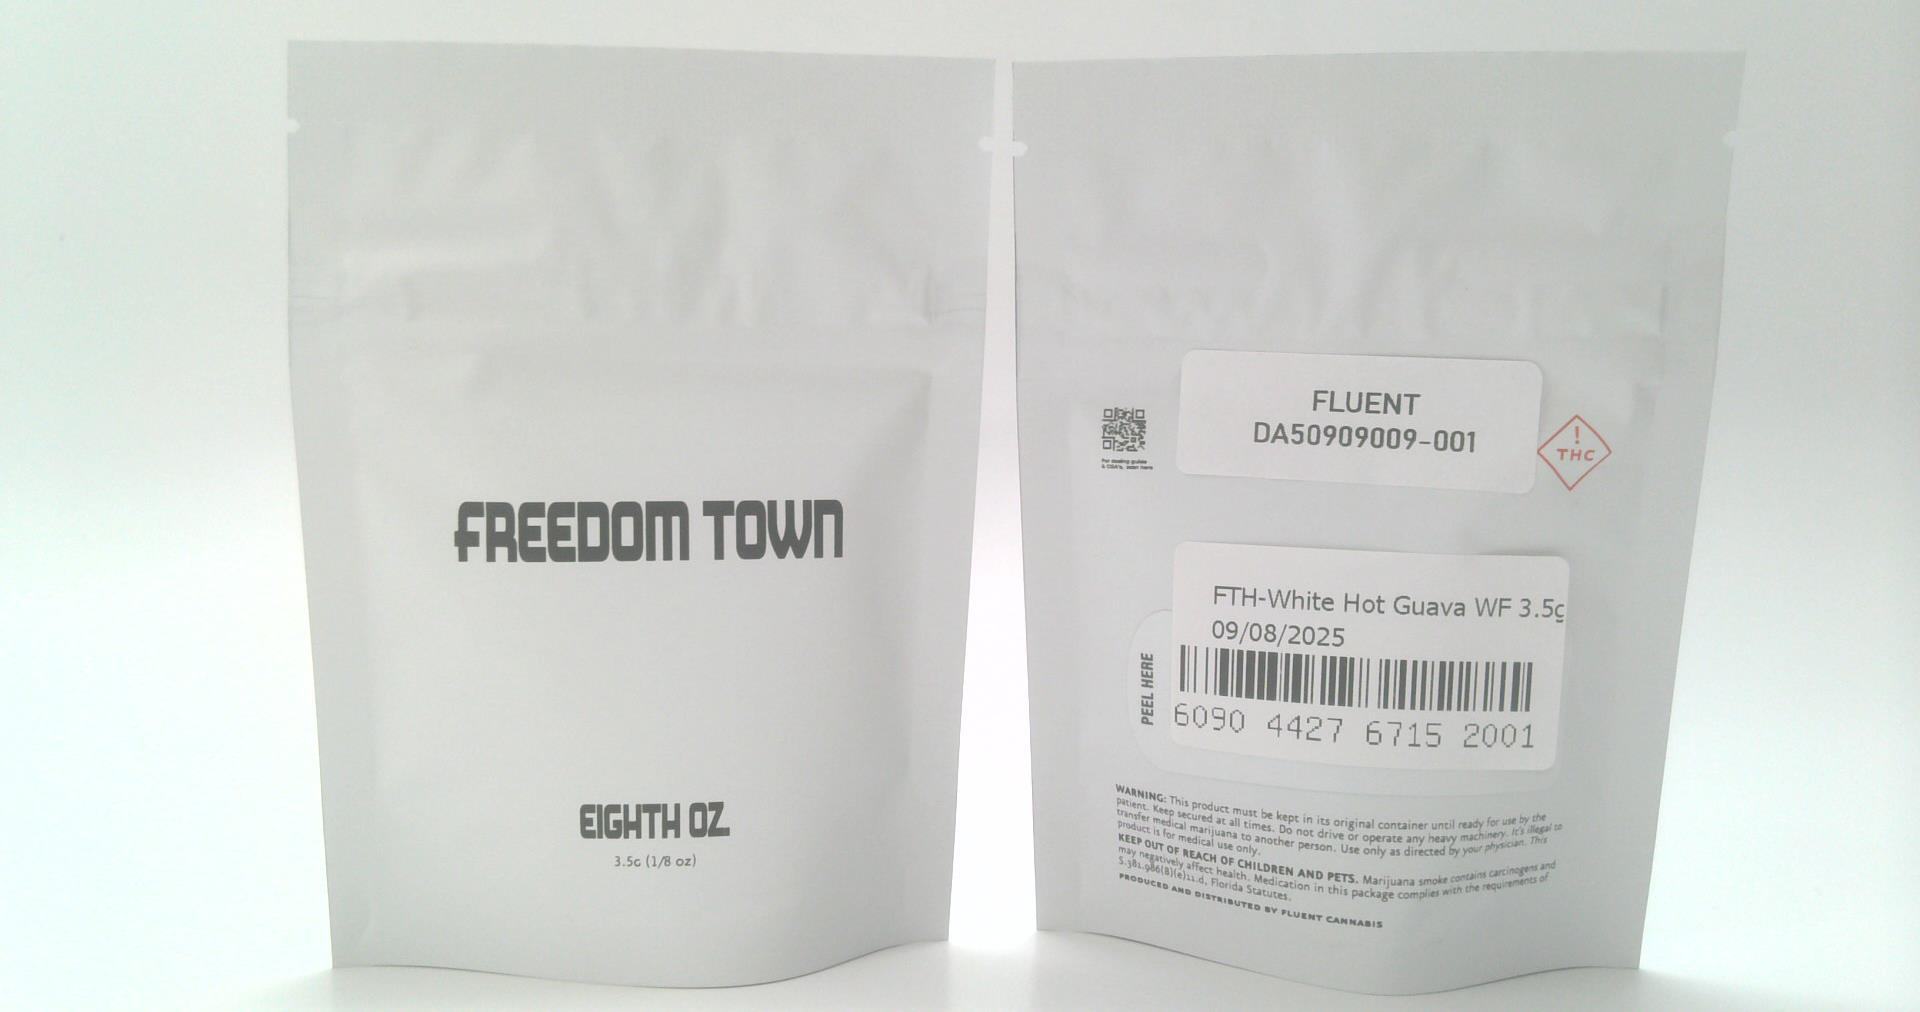 FREEDOM TOWN
EIGHTH OZ
3.5G (1/8 oz)
FLUENT
DA50909009-001
For dosing guide
& COA's, scan here
!
THC
FTH-White Hot Guava WF 3.5g
09/08/2025
PEEL HERE
6090 4427 6715 2001
WARNING: This product must be kept in its original container until ready for use by the
patient. Keep secured at all times. Do not drive or operate any heavy machinery. It's illegal to
transfer medical marijuana to another person. Use only as directed by your physician. This
product is for medical use only.
KEEP OUT OF REACH OF CHILDREN AND PETS. Marijuana smoke contains carcinogens and
may negatively affect health. Medication in this package complies with the requirements of
S.381.986(8)(e)11.d, Florida Statutes.
PRODUCED AND DISTRIBUTED BY FLUENT CANNABIS